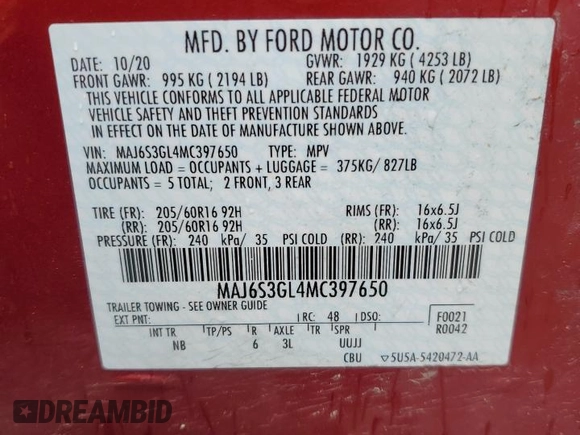 MFD. BY FORD MOTOR CO.
DATE: 10/20 GVWR: 1929 KG ( 4253 LB)
FRONT GAWR: 995 KG ( 2194 LB) REAR GAWR: 940 KG ( 2072 LB)
THIS VEHICLE CONFORMS TO ALL APPLICABLE FEDERAL MOTOR
VEHICLE SAFETY AND THEFT PREVENTION STANDARDS
IN EFFECT ON THE DATE OF MANUFACTURE SHOWN ABOVE.
VIN: MAJ6S3GL4MC397650 TYPE: MPV
MAXIMUM LOAD = OCCUPANTS + LUGGAGE = 375KG/ 827LB
OCCUPANTS = 5 TOTAL; 2 FRONT, 3 REAR
TIRE (FR): 205/60R16 92H RIMS (FR): 16x6.5J
(RR): 205/60R16 92H (RR): 16x6.5J
PRESSURE (FR): 240 kPa/ 35 PSI COLD (RR): 240 kPa/ 35 PSI COLD
MAJ6S3GL4MC397650
TRAILER TOWING - SEE OWNER GUIDE
EXT PNT: RC: 48 DSO: F0021
R0042
INT TR TP/PS R AXLE TR SPR
NB 6 3L UUJJ
CBU 5U5A-5420472-AA
DREAMBID